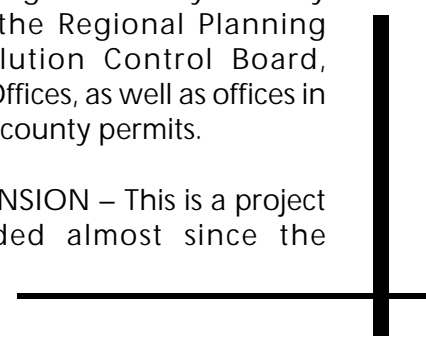 the Regional Planning
lution Control Board,
Offices, as well as offices in
county permits.
NSION – This is a project
ded almost since the